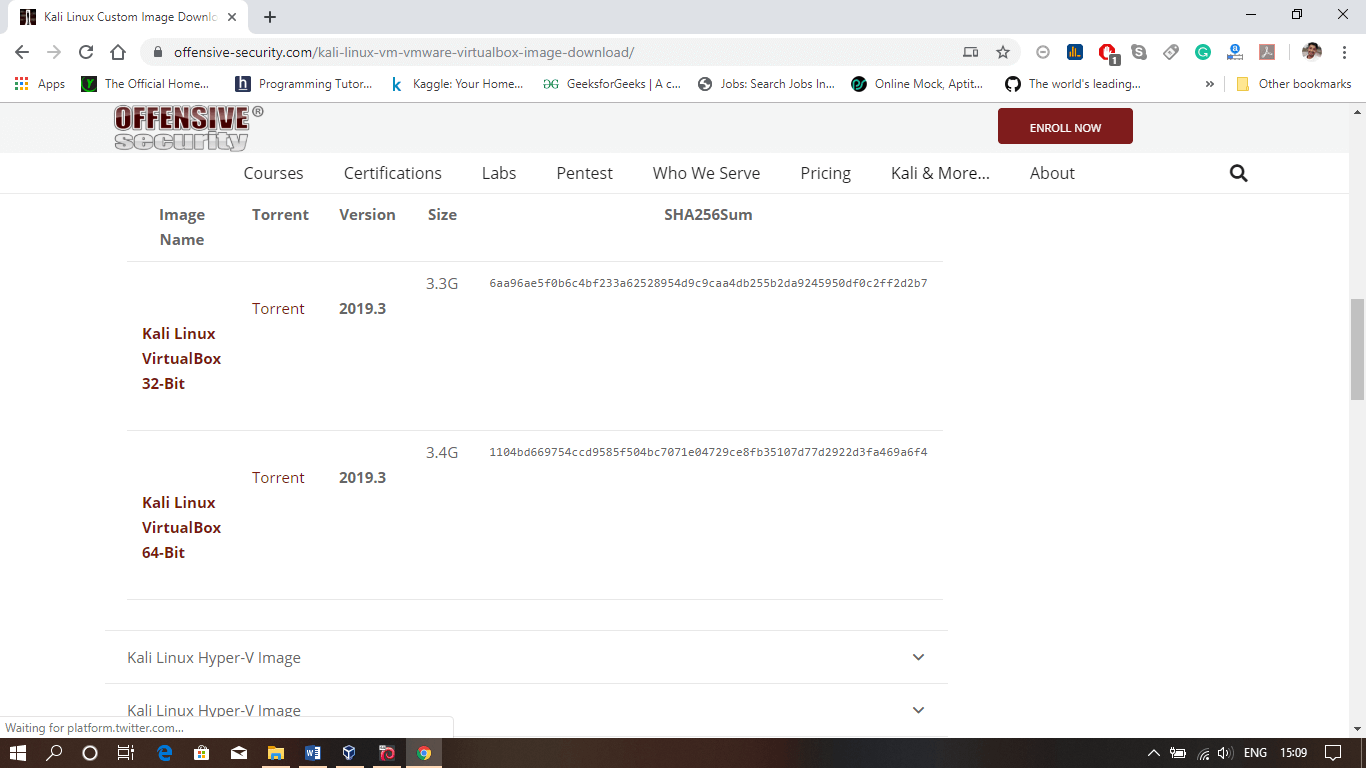 Kali Linux Custom Image Downlo
offensive-security.com/kali-linux-vm-vmware-virtualbox-image-download/
1
Apps
Y
The Official Home...
h
Programming Tutor...
k
Kaggle: Your Home...
GeeksforGeeks | A c...
Jobs: Search Jobs In...
Online Mock, Aptit...
The world's leading...
»
Other bookmarks
OFFENSIVE®
security
ENROLL NOW
Courses
Certifications
Labs
Pentest
Who We Serve
Pricing
Kali & More...
About
Image
Name
Torrent
Version
Size
SHA256Sum
Kali Linux
VirtualBox
32-Bit
Torrent
2019.3
3.3G
6aa96ae5f0b6c4bf233a62528954d9c9caa4db255b2da9245950df0c2ff2d2b7
Kali Linux
VirtualBox
64-Bit
Torrent
2019.3
3.4G
1104bd669754ccd9585f504bc7071e04729ce8fb35107d77d2922d3fa469a6f4
Kali Linux Hyper-V Image
Kali Linux Hyper-V Image
Waiting for platform.twitter.com...
ENG
15:09